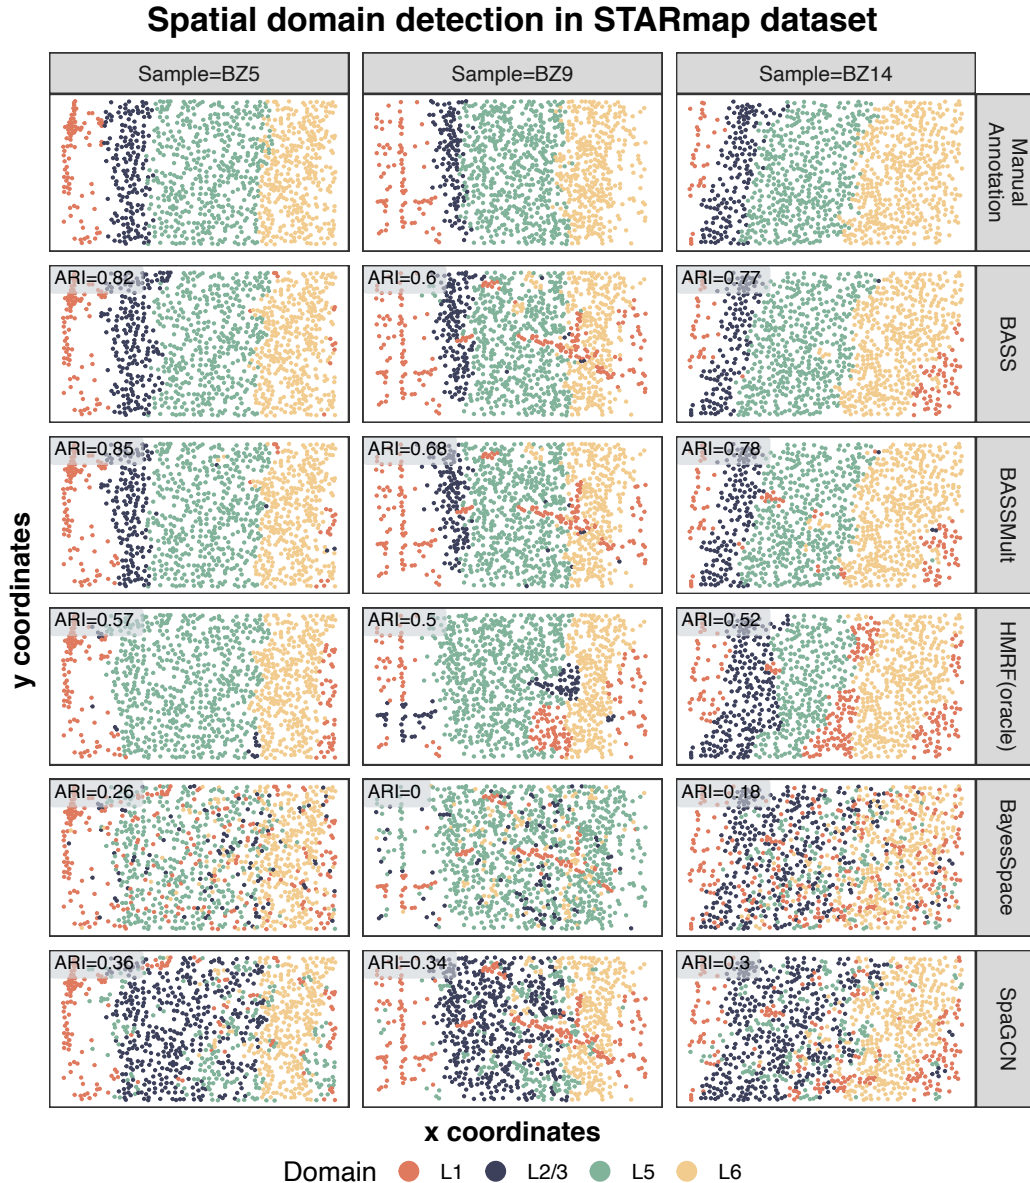 Spatial domain detection in STARmap dataset
Sample=BZ5
Sample=BZ9
Sample=BZ14
Manual
Annotation
ARI=0.82
ARI=0.6
ARI=0.77
BASS
ARI=0.85
ARI=0.68
ARI=0.78
BASSMult
ARI=0.57
ARI=0.5
ARI=0.52
HMRF(oracle)
ARI=0.26
ARI=0
ARI=0.18
BayesSpace
ARI=0.36
ARI=0.34
ARI=0.3
SpaGCN
y coordinates
x coordinates
Domain L1 L2/3 L5 L6